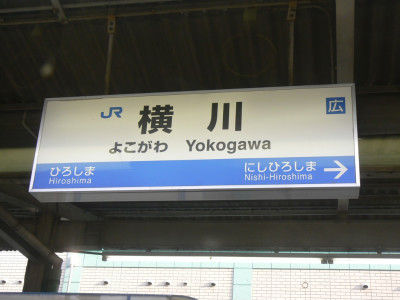 JR 横川 広
よこがわ Yokogawa
ひろしま にしひろしま
Hiroshima Nishi-Hiroshima